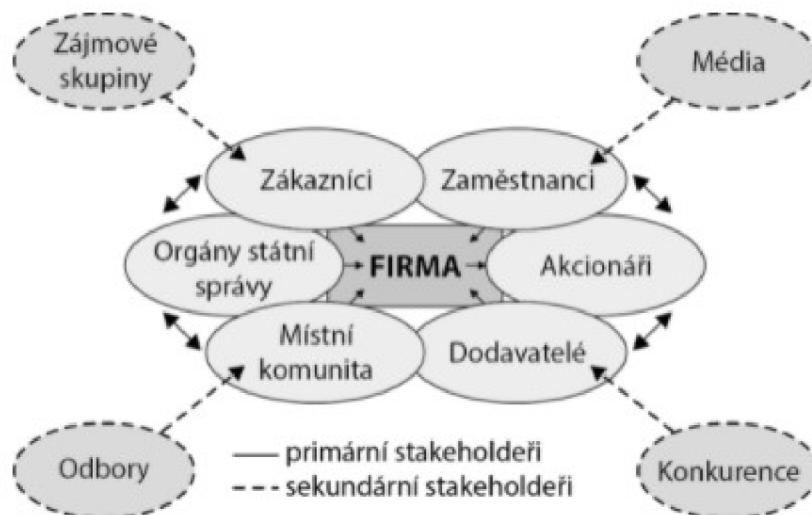 Zájmové
skupiny
Média
Zákazníci
Zaměstnanci
Orgány státní
správy
FIRMA
Akcionáři
Místní
komunita
Dodavatelé
Odbory
primární stakeholdeři
sekundární stakeholdeři
Konkurence